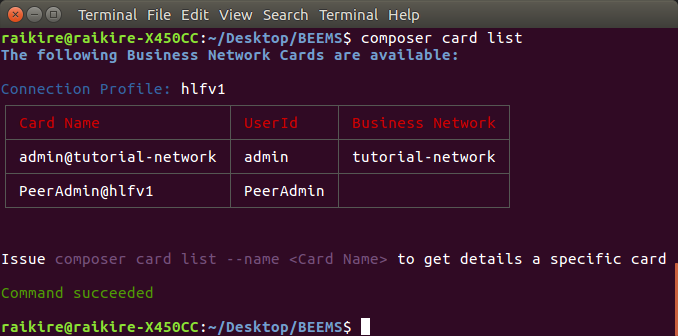 Terminal File Edit View Search Terminal Help
raikire@raikire-X450CC:~/Desktop/BEEMS$ composer card list
The following Business Network Cards are available:
Connection Profile: hlfv1
Card Name UserId Business Network
admin@tutorial-network admin tutorial-network
PeerAdmin@hlfv1 PeerAdmin
Issue composer card list --name <Card Name> to get details a specific card
Command succeeded
raikire@raikire-X450CC:~/Desktop/BEEMS$